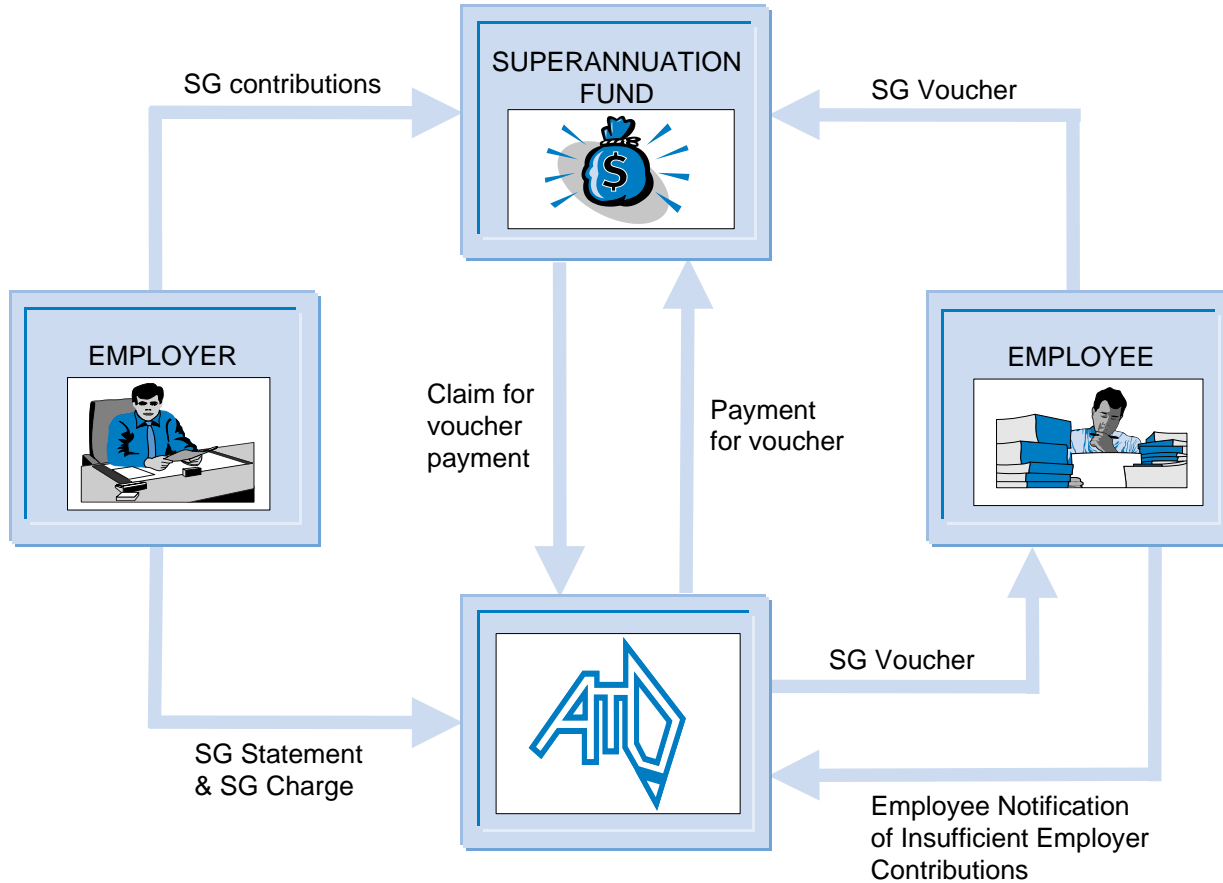 SUPERANNUATION
FUND
$
SG contributions
SG Voucher
EMPLOYER
EMPLOYEE
Claim for
voucher
payment
Payment
for voucher
ATO
SG Voucher
SG Statement
& SG Charge
Employee Notification
of Insufficient Employer
Contributions